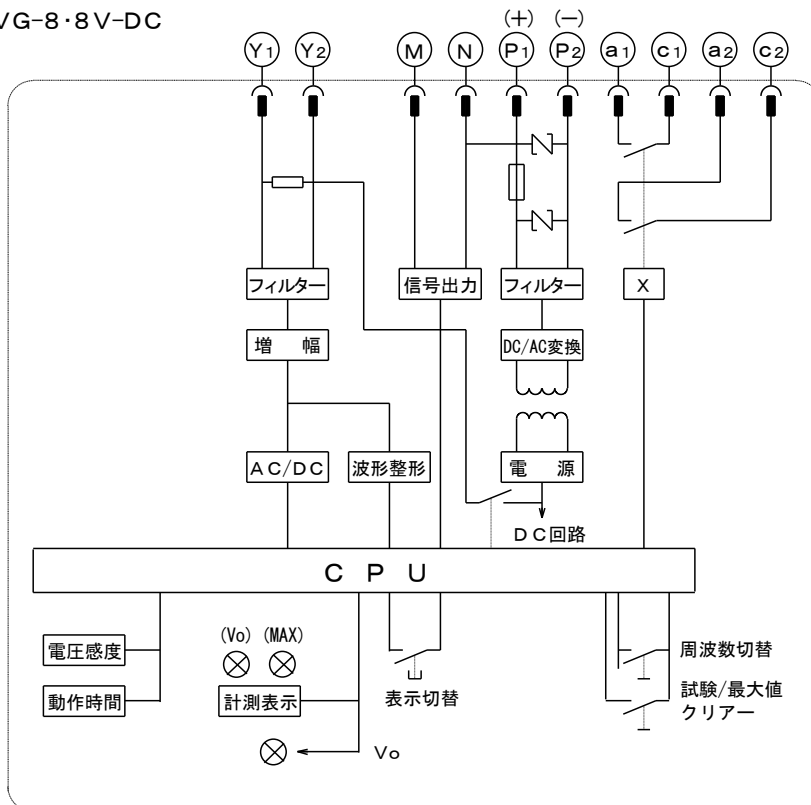 VG-8・8V-DC
(+) (−)
Y1 Y2 M N P1 P2 a1 c1 a2 c2
フィルター 信号出力 フィルター X
増 幅 DC/AC変換
AC/DC 波形整形 電 源
DC回路
CPU
電圧感度 (Vo) (MAX) 周波数切替
動作時間 計測表示 表示切替 試験/最大値
クリアー
Vo